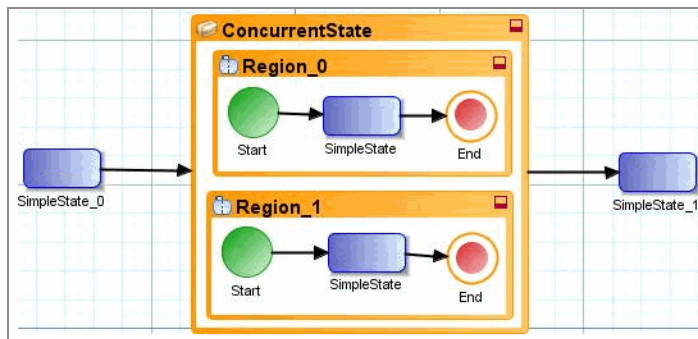 ConcurrentState
Region_0
Start
SimpleState
End
SimpleState_0
SimpleState_1
Region_1
Start
SimpleState
End